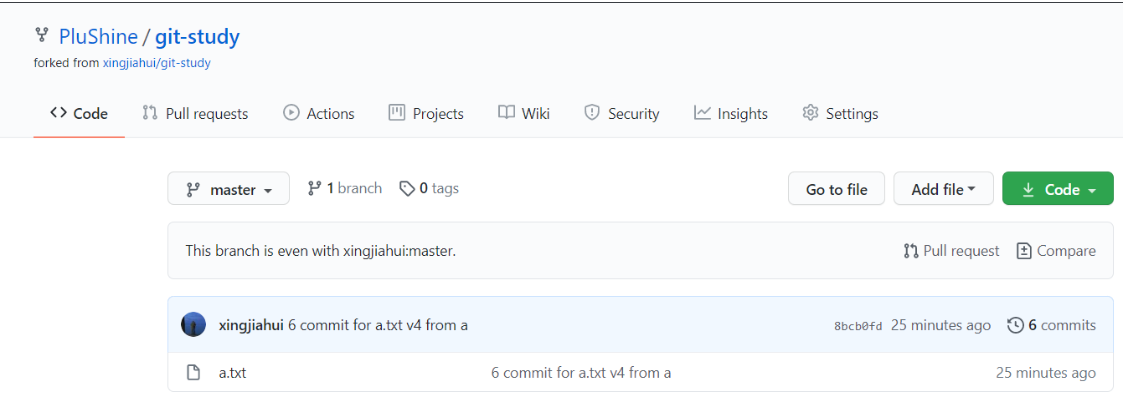 PluShine / git-study
forked from xingjiahui/git-study
Code Pull requests Actions Projects Wiki Security Insights Settings
master 1 branch 0 tags Go to file Add file Code
This branch is even with xingjiahui:master. Pull request Compare
xingjiahui 6 commit for a.txt v4 from a 8bcb0fd 25 minutes ago 6 commits
a.txt 6 commit for a.txt v4 from a 25 minutes ago